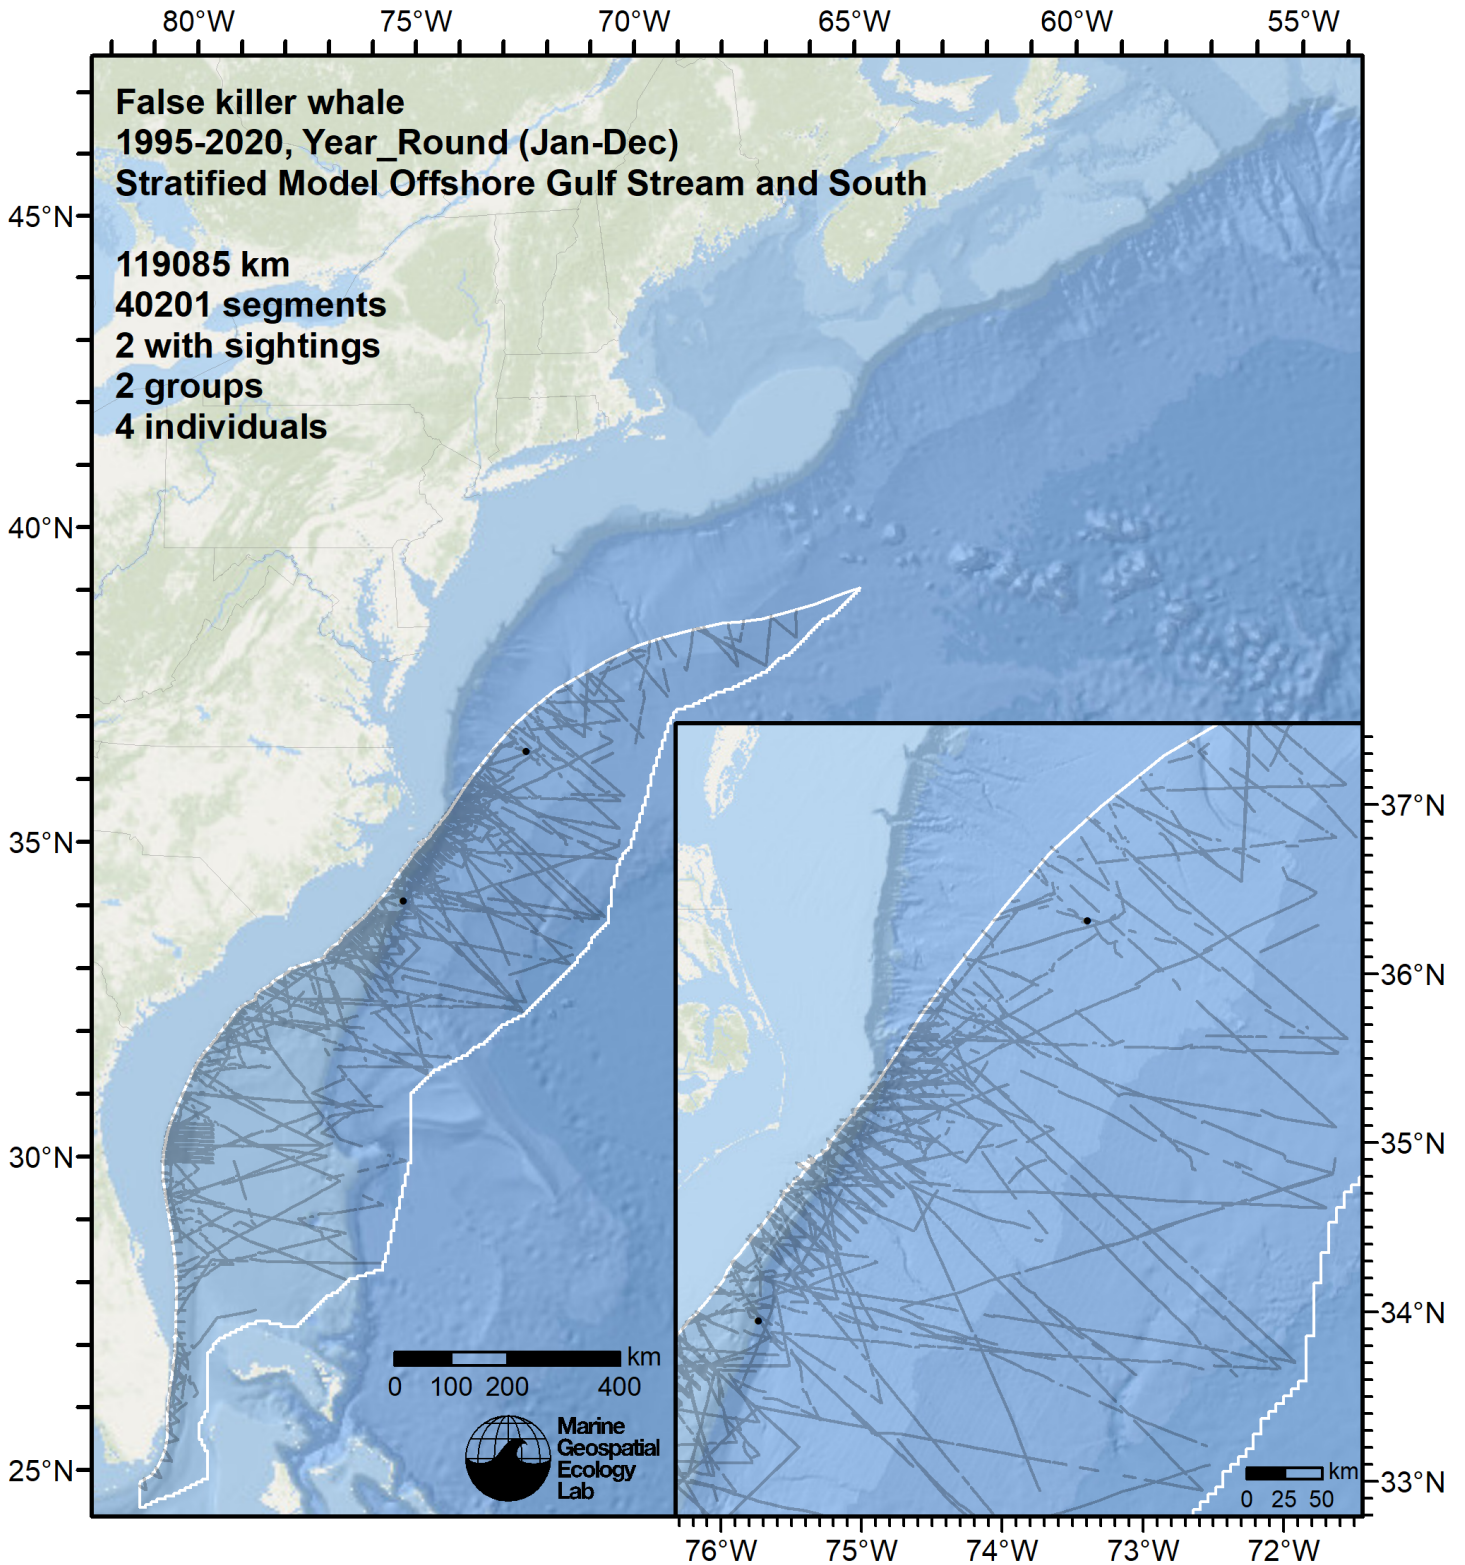 80°W 75°W 70°W 65°W 60°W 55°W
False killer whale
1995-2020, Year_Round (Jan-Dec)
Stratified Model Offshore Gulf Stream and South
45°N
119085 km
40201 segments
2 with sightings
2 groups
4 individuals
40°N
37°N
35°N
36°N
35°N
30°N
34°N
km
0 100 200 400
Marine
Geospatial
Ecology
Lab
25°N
km
33°N
0 25 50
76°W 75°W 74°W 73°W 72°W